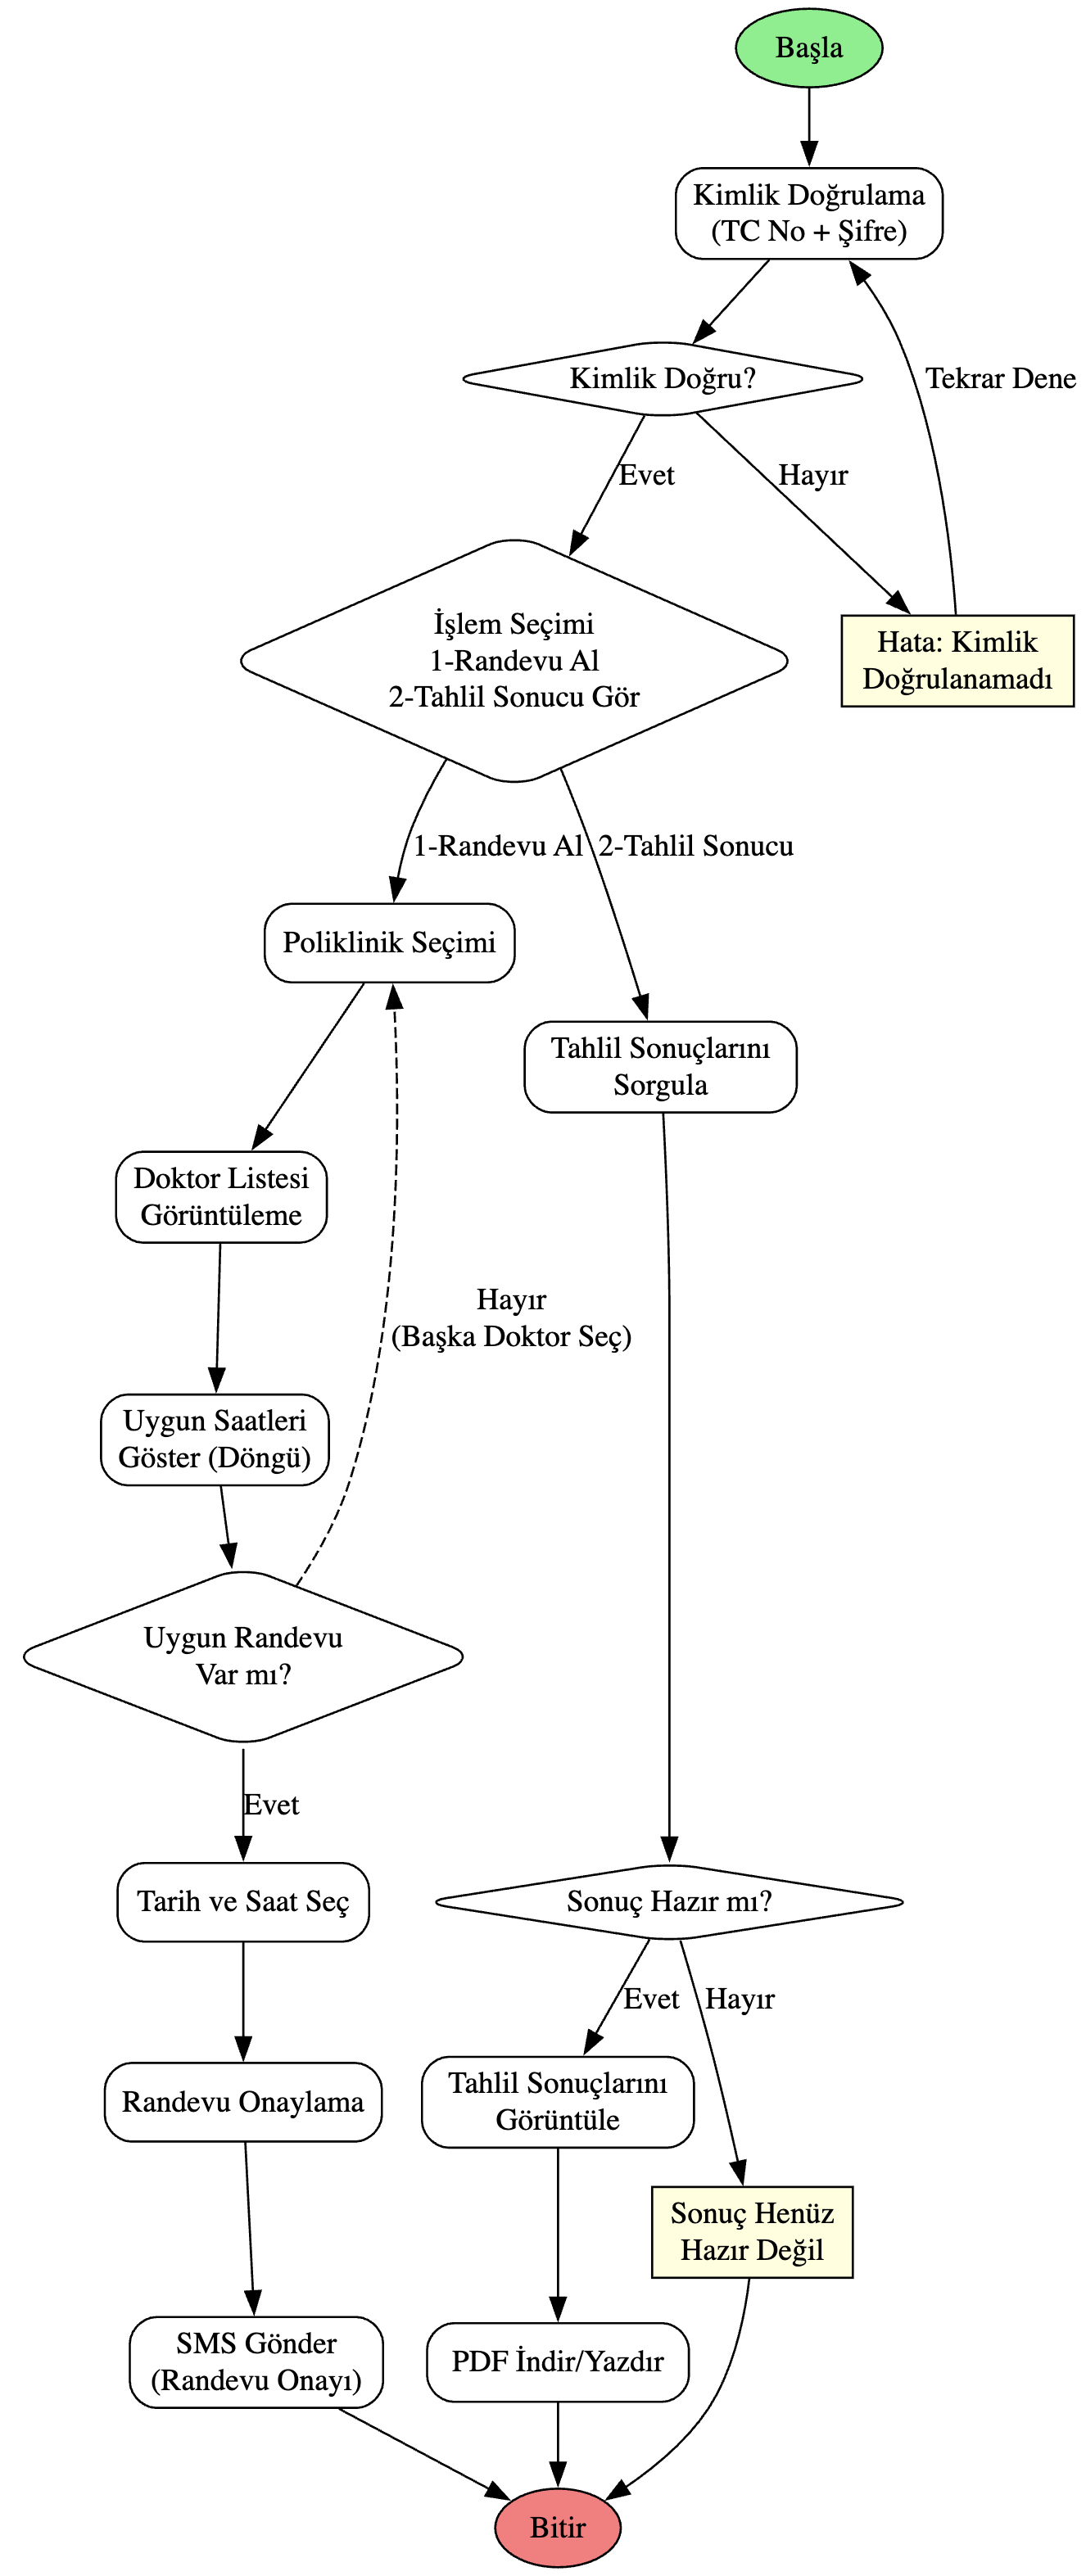 Başla
Kimlik Doğrulama
(TC No + Şifre)
Kimlik Doğru?
Tekrar Dene
Evet
Hayır
İşlem Seçimi
1-Randevu Al
2-Tahlil Sonucu Gör
Hata: Kimlik
Doğrulanamadı
1-Randevu Al
2-Tahlil Sonucu
Poliklinik Seçimi
Tahlil Sonuçlarını
Sorgula
Doktor Listesi
Görüntüleme
Hayır
(Başka Doktor Seç)
Uygun Saatleri
Göster (Döngü)
Uygun Randevu
Var mı?
Evet
Tarih ve Saat Seç
Sonuç Hazır mı?
Evet
Hayır
Randevu Onaylama
Tahlil Sonuçlarını
Görüntüle
Sonuç Henüz
Hazır Değil
SMS Gönder
(Randevu Onayı)
PDF İndir/Yazdır
Bitir